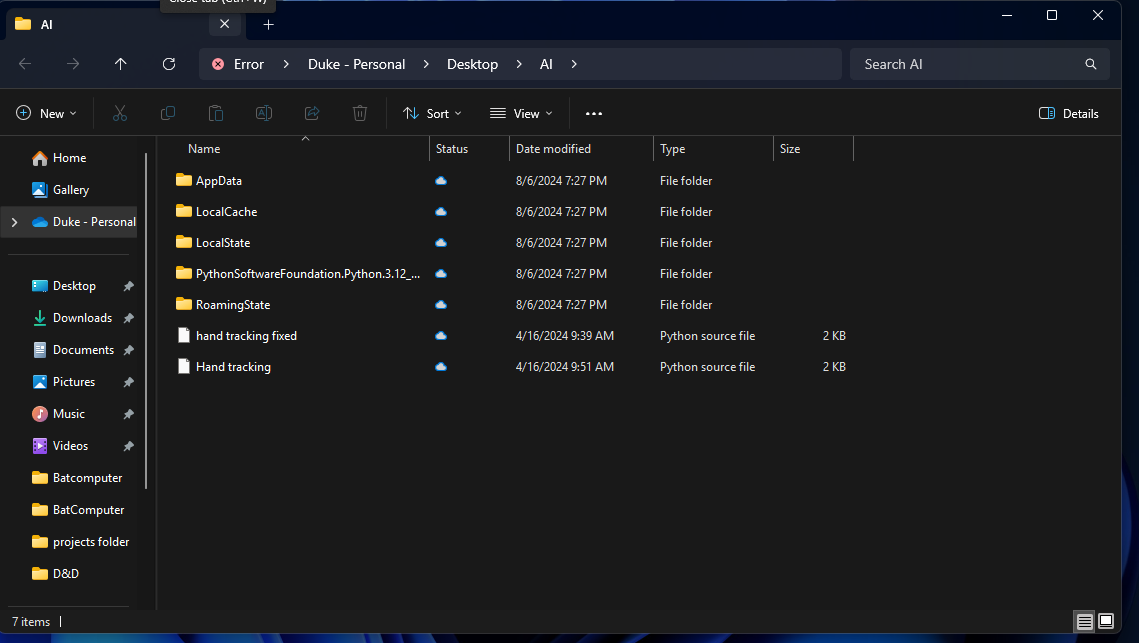 Close tab (Ctrl+W)
AI
Error Duke - Personal Desktop AI
Search AI
New Sort View Details
Name Status Date modified Type Size
Home
Gallery
Duke - Personal
Desktop
Downloads
Documents
Pictures
Music
Videos
Batcomputer
BatComputer
projects folder
D&D
AppData 8/6/2024 7:27 PM File folder
LocalCache 8/6/2024 7:27 PM File folder
LocalState 8/6/2024 7:27 PM File folder
PythonSoftwareFoundation.Python.3.12_... 8/6/2024 7:27 PM File folder
RoamingState 8/6/2024 7:27 PM File folder
hand tracking fixed 4/16/2024 9:39 AM Python source file 2 KB
Hand tracking 4/16/2024 9:51 AM Python source file 2 KB
7 items